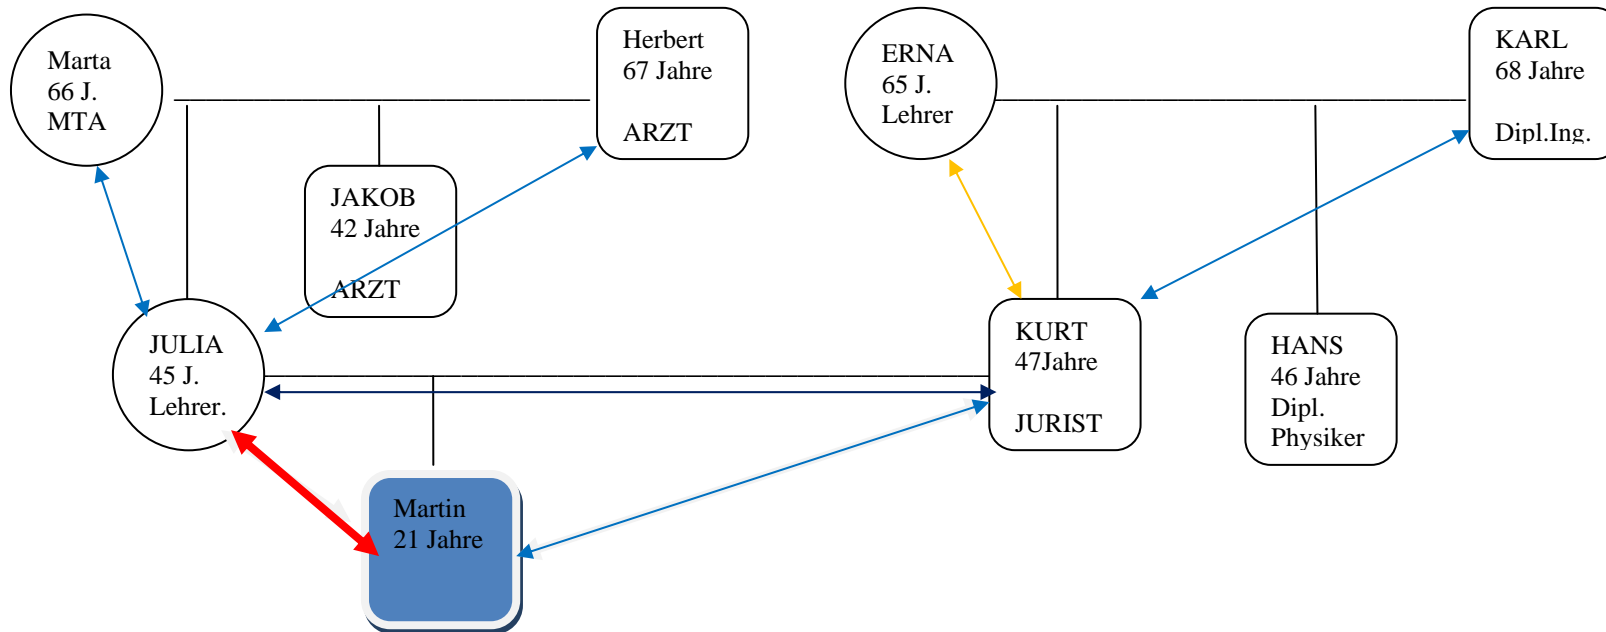 Marta
66 J.
MTA
Herbert
67 Jahre
ARZT
ERNA
65 J.
Lehrer
KARL
68 Jahre
Dipl.Ing.
JAKOB
42 Jahre
ARZT
JULIA
45 J.
Lehrer.
KURT
47Jahre
JURIST
HANS
46 Jahre
Dipl.
Physiker
Martin
21 Jahre